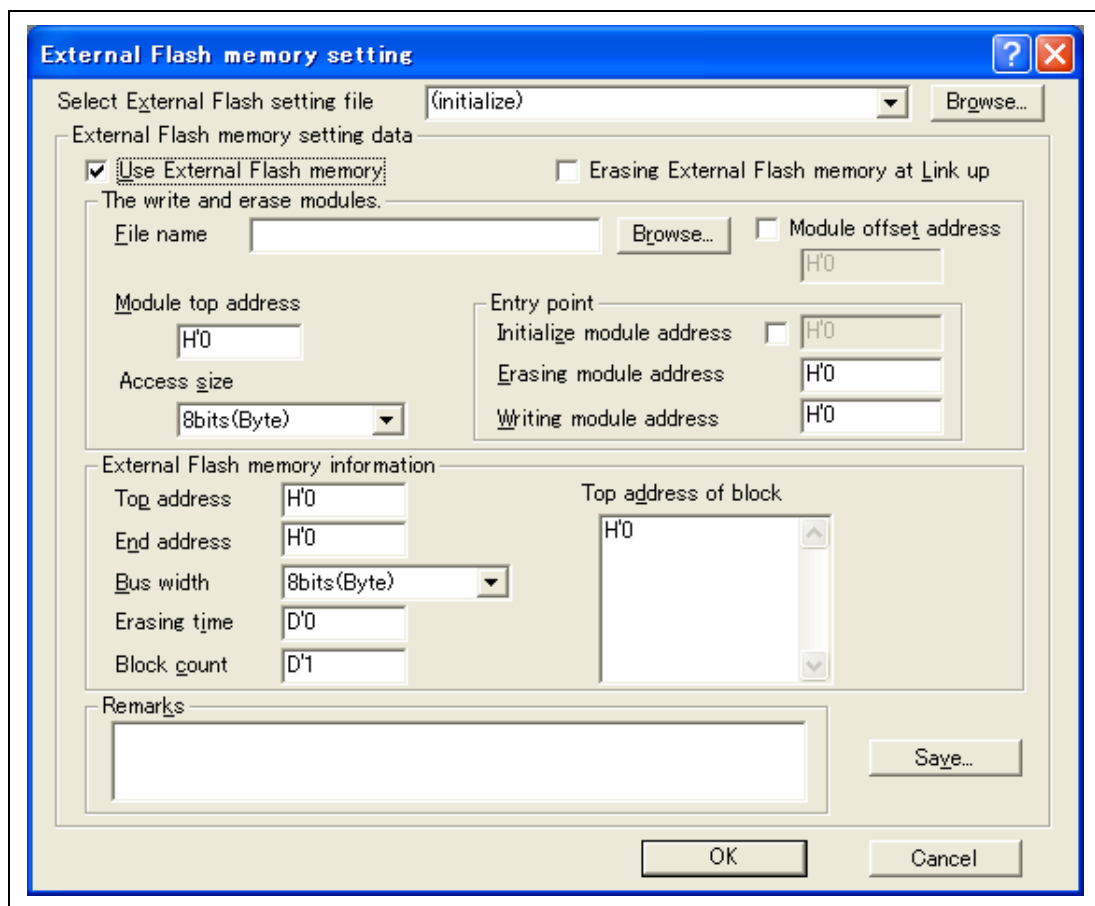 External Flash memory setting
Select External Flash setting file (initialize) Browse...
External Flash memory setting data
Use External Flash memory Erasing External Flash memory at Link up
The write and erase modules.
File name Browse... Module offset address
H'0
Module top address
H'0
Entry point
Initialize module address H'0
Access size
Erasing module address H'0
8bits(Byte)
Writing module address H'0
External Flash memory information
Top address H'0
Top address of block
H'0
End address H'0
Bus width 8bits(Byte)
Erasing time D'0
Block count D'1
Remarks
Save...
OK Cancel